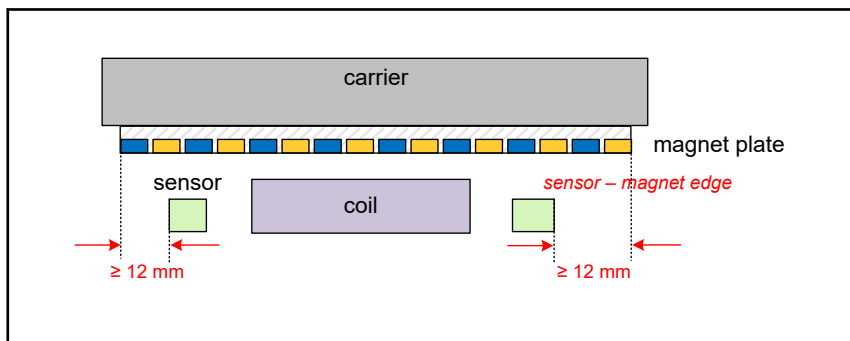 carrier
magnet plate
sensor
sensor – magnet edge
coil
≥ 12 mm
≥ 12 mm